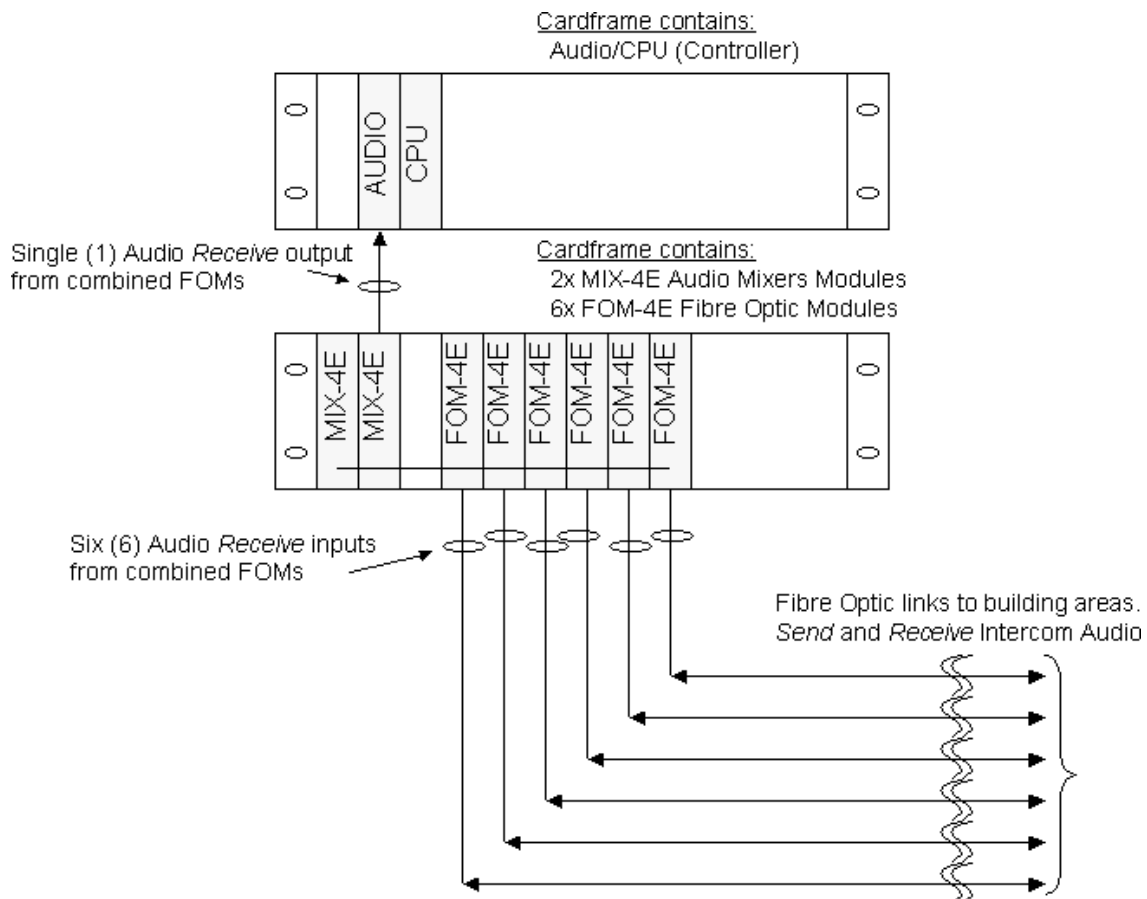 Cardframe contains:
Audio/CPU (Controller)
AUDIO
CPU
Single (1) Audio Receive output
from combined FOMs
Cardframe contains:
2x MIX-4E Audio Mixers Modules
6x FOM-4E Fibre Optic Modules
MIX-4E
MIX-4E
FOM-4E
FOM-4E
FOM-4E
FOM-4E
FOM-4E
FOM-4E
Six (6) Audio Receive inputs
from combined FOMs
Fibre Optic links to building areas.
Send and Receive Intercom Audio